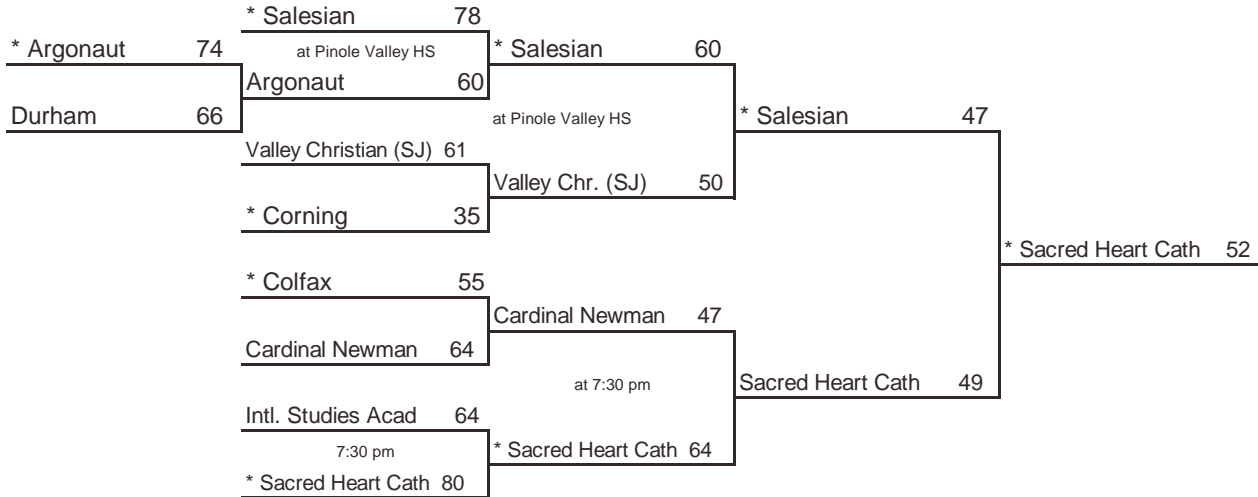 * Salesian 78
* Argonaut 74
at Pinole Valley HS
* Salesian 60
Argonaut 60
Durham 66
at Pinole Valley HS
* Salesian 47
Valley Christian (SJ) 61
Valley Chr. (SJ) 50
* Corning 35
* Sacred Heart Cath 52
* Colfax 55
Cardinal Newman 47
Cardinal Newman 64
at 7:30 pm
Sacred Heart Cath 49
Intl. Studies Acad 64
7:30 pm
* Sacred Heart Cath 64
* Sacred Heart Cath 80